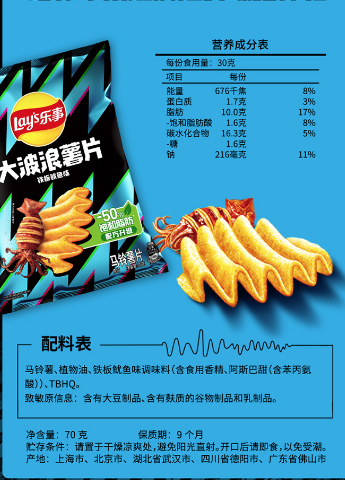 营养成分表
每份食用量：30克
项目 每份
能量 676千焦 8%
蛋白质 1.7克 3%
脂肪 10.0克 17%
-饱和脂肪酸 1.6克 8%
碳水化合物 16.3克 5%
-糖 1.6克
钠 216毫克 11%
Lay's乐事
大波浪薯片
铁板鱿鱼味
-50%
饱和脂肪
配方升级
马铃薯片
配料表
马铃薯、植物油、铁板鱿鱼味调味料(含食用香精、阿斯巴甜(含苯丙氨
酸))、TBHQ。
致敏原信息：含有大豆制品、含有麸质的谷物制品和乳制品。
净含量：70 克 保质期：9 个月
贮存条件：请置于干燥凉爽处,避免阳光直射。开口后请即食,以免受潮。
产地：上海市、北京市、湖北省武汉市、四川省德阳市、广东省佛山市